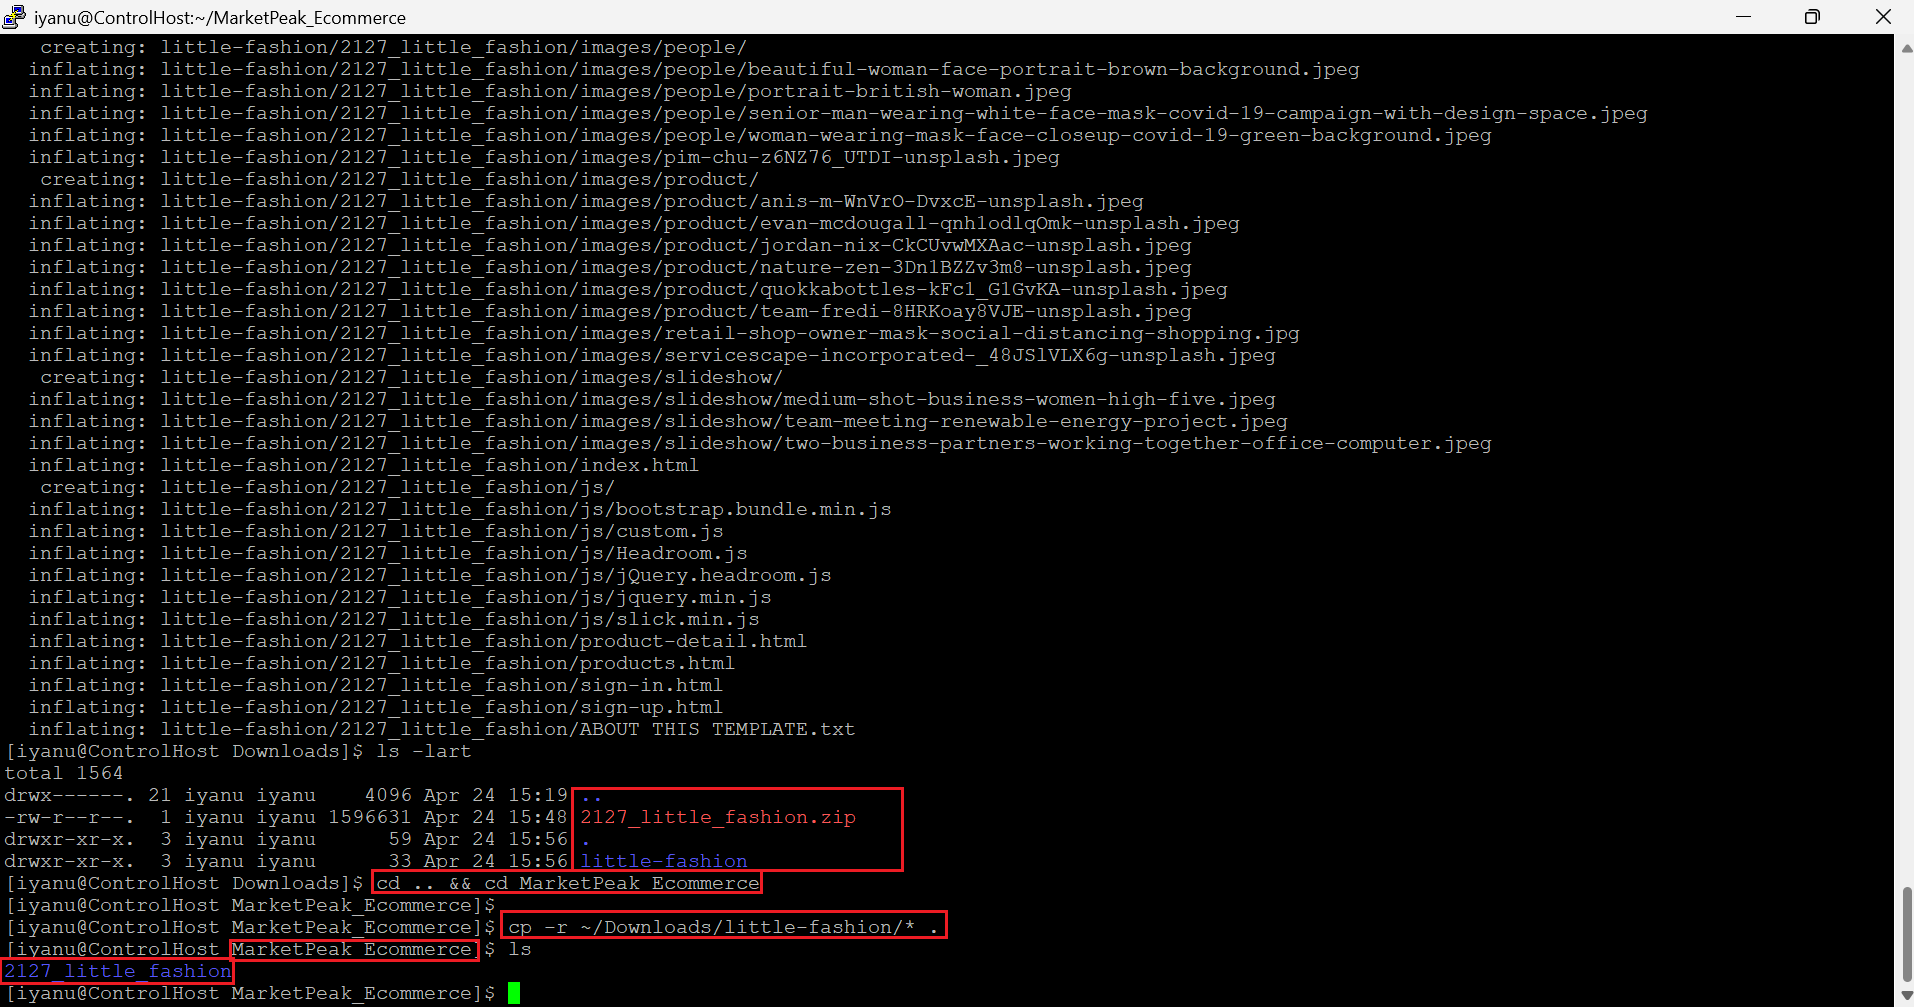 iyanu@ControlHost:~/MarketPeak_Ecommerce
creating: little-fashion/2127_little_fashion/images/people/
inflating: little-fashion/2127_little_fashion/images/people/beautiful-woman-face-portrait-brown-background.jpeg
inflating: little-fashion/2127_little_fashion/images/people/portrait-british-woman.jpeg
inflating: little-fashion/2127_little_fashion/images/people/senior-man-wearing-white-face-mask-covid-19-campaign-with-design-space.jpeg
inflating: little-fashion/2127_little_fashion/images/people/woman-wearing-mask-face-closeup-covid-19-green-background.jpeg
inflating: little-fashion/2127_little_fashion/images/pim-chu-z6NZ76_UTDI-unsplash.jpeg
creating: little-fashion/2127_little_fashion/images/product/
inflating: little-fashion/2127_little_fashion/images/product/anis-m-WnVrO-DvxcE-unsplash.jpeg
inflating: little-fashion/2127_little_fashion/images/product/evan-mcdougall-qnh1odlqOmk-unsplash.jpeg
inflating: little-fashion/2127_little_fashion/images/product/jordan-nix-CkCUvwMXAac-unsplash.jpeg
inflating: little-fashion/2127_little_fashion/images/product/nature-zen-3Dn1BZZv3m8-unsplash.jpeg
inflating: little-fashion/2127_little_fashion/images/product/quokkabottles-kFc1_G1GvKA-unsplash.jpeg
inflating: little-fashion/2127_little_fashion/images/product/team-fredi-8HRKoay8VJE-unsplash.jpeg
inflating: little-fashion/2127_little_fashion/images/retail-shop-owner-mask-social-distancing-shopping.jpg
inflating: little-fashion/2127_little_fashion/images/servicescape-incorporated-_48JSlVLX6g-unsplash.jpeg
creating: little-fashion/2127_little_fashion/images/slideshow/
inflating: little-fashion/2127_little_fashion/images/slideshow/medium-shot-business-women-high-five.jpeg
inflating: little-fashion/2127_little_fashion/images/slideshow/team-meeting-renewable-energy-project.jpeg
inflating: little-fashion/2127_little_fashion/images/slideshow/two-business-partners-working-together-office-computer.jpeg
inflating: little-fashion/2127_little_fashion/index.html
creating: little-fashion/2127_little_fashion/js/
inflating: little-fashion/2127_little_fashion/js/bootstrap.bundle.min.js
inflating: little-fashion/2127_little_fashion/js/custom.js
inflating: little-fashion/2127_little_fashion/js/Headroom.js
inflating: little-fashion/2127_little_fashion/js/jQuery.headroom.js
inflating: little-fashion/2127_little_fashion/js/jquery.min.js
inflating: little-fashion/2127_little_fashion/js/slick.min.js
inflating: little-fashion/2127_little_fashion/product-detail.html
inflating: little-fashion/2127_little_fashion/products.html
inflating: little-fashion/2127_little_fashion/sign-in.html
inflating: little-fashion/2127_little_fashion/sign-up.html
inflating: little-fashion/2127_little_fashion/ABOUT THIS TEMPLATE.txt
[iyanu@ControlHost Downloads]$ ls -lart
total 1564
drwx------. 21 iyanu iyanu    4096 Apr 24 15:19 ..
-rw-r--r--.  1 iyanu iyanu 1596631 Apr 24 15:48 2127_little_fashion.zip
drwxr-xr-x.  3 iyanu iyanu      59 Apr 24 15:56 .
drwxr-xr-x.  3 iyanu iyanu      33 Apr 24 15:56 little-fashion
[iyanu@ControlHost Downloads]$ cd .. && cd MarketPeak_Ecommerce
[iyanu@ControlHost MarketPeak_Ecommerce]$
[iyanu@ControlHost MarketPeak_Ecommerce]$ cp -r ~/Downloads/little-fashion/* .
[iyanu@ControlHost MarketPeak_Ecommerce]$ ls
2127_little_fashion
[iyanu@ControlHost MarketPeak_Ecommerce]$